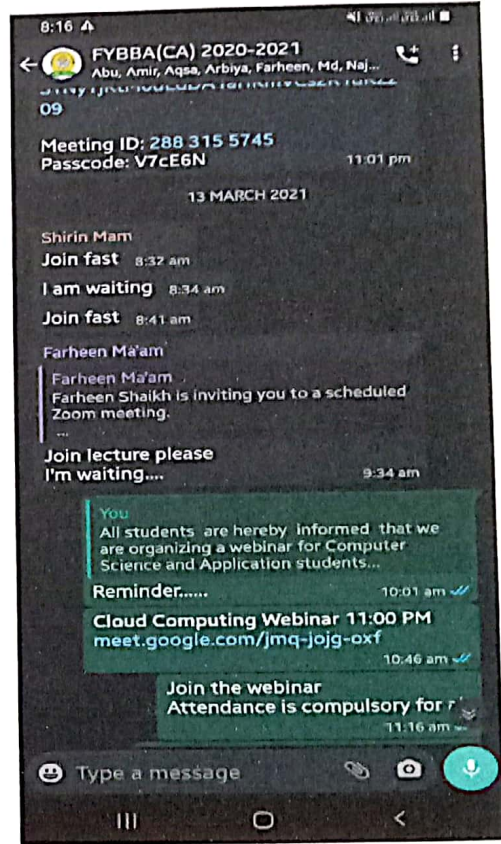 8:16
FYBBA(CA) 2020-2021
Abu, Amir, Aqsa, Arbiya, Farheen, Md, Naj...
09
Meeting ID: 288 315 5745
Passcode: V7cE6N
11:01 pm
13 MARCH 2021
Shirin Mam
Join fast 8:32 am
I am waiting 8:34 am
Join fast 8:41 am
Farheen Ma'am
Farheen Ma'am
Farheen Shaikh is inviting you to a scheduled
Zoom meeting.
...
Join lecture please
I'm waiting....
9:34 am
You
All students are hereby informed that we
are organizing a webinar for Computer
Science and Application students...
Reminder......
10:01 am
Cloud Computing Webinar 11:00 PM
meet.google.com/jmq-jojg-oxf
10:46 am
Join the webinar
Attendance is compulsory for
11:16 am
Type a message